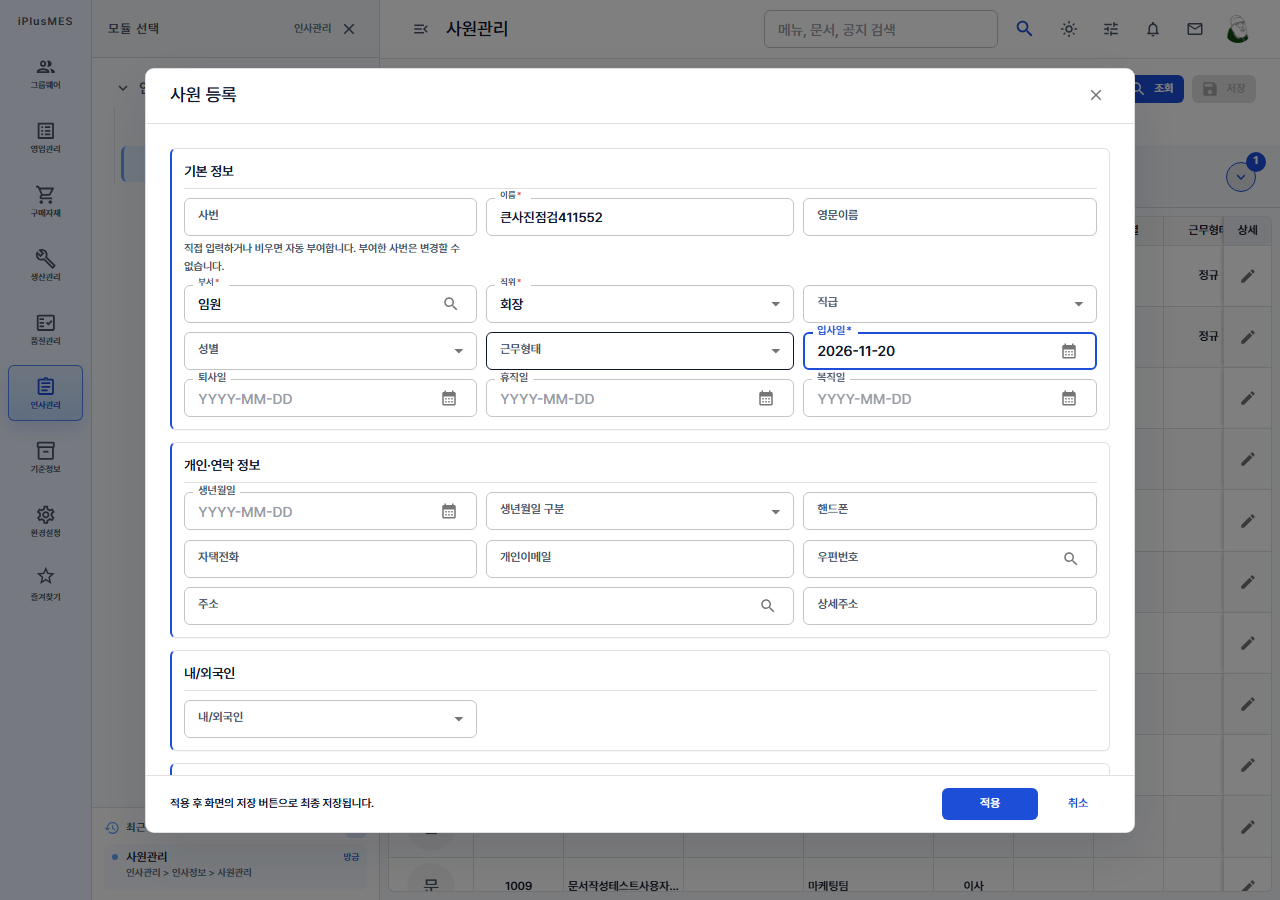 iPlusMES
모듈 선택
인사관리
사원관리
메뉴, 문서, 공지 검색
그룹웨어
영업관리
구매자재
생산관리
품질관리
인사관리
기준정보
환경설정
즐겨찾기
조회
저장
1
근무형태
상세
정규
정규
사원 등록
기본 정보
사번
이름*
큰사진점검411552
영문이름
직접 입력하거나 비우면 자동 부여합니다. 부여한 사번은 변경할 수
없습니다.
부서*
임원
직위*
회장
직급
성별
근무형태
입사일*
2026-11-20
퇴사일
YYYY-MM-DD
휴직일
YYYY-MM-DD
복직일
YYYY-MM-DD
개인·연락 정보
생년월일
YYYY-MM-DD
생년월일 구분
핸드폰
자택전화
개인이메일
우편번호
주소
상세주소
내/외국인
내/외국인
적용 후 화면의 저장 버튼으로 최종 저장됩니다.
적용
취소
최근
사원관리
방금
인사관리 > 인사정보 > 사원관리
문
1009
문서작성테스트사용자...
마케팅팀
이사